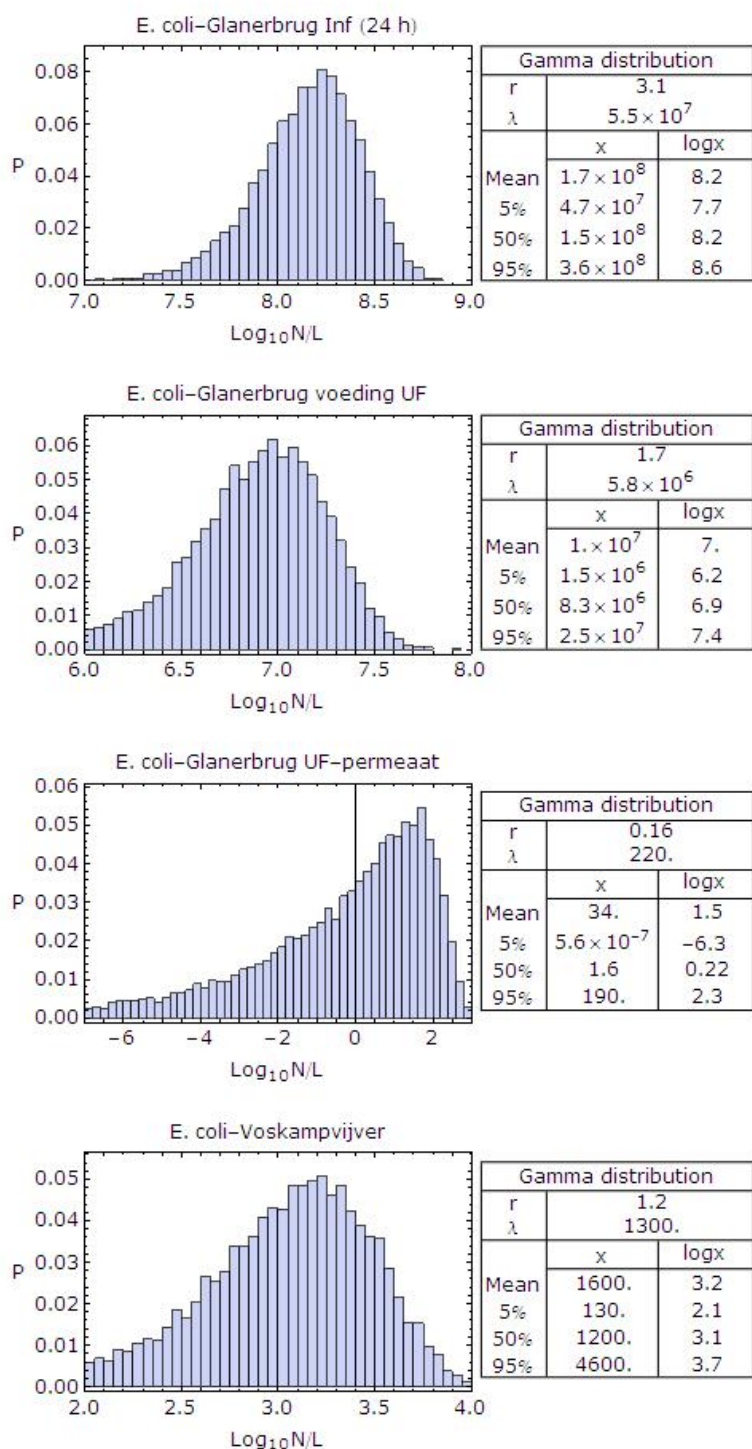 E. coli–Glanerbrug Inf (24 h)
0.08
0.06
P
0.04
0.02
0.00
7.0 7.5 8.0 8.5 9.0
Log10N/L
Gamma distribution
r 3.1
λ 5.5×10^7
x logx
Mean 1.7×10^8 8.2
5% 4.7×10^7 7.7
50% 1.5×10^8 8.2
95% 3.6×10^8 8.6
E. coli–Glanerbrug voeding UF
0.06
0.05
0.04
P
0.03
0.02
0.01
0.00
6.0 6.5 7.0 7.5 8.0
Log10N/L
Gamma distribution
r 1.7
λ 5.8×10^6
x logx
Mean 1.×10^7 7.
5% 1.5×10^6 6.2
50% 8.3×10^6 6.9
95% 2.5×10^7 7.4
E. coli–Glanerbrug UF–permeaat
0.06
0.05
0.04
P
0.03
0.02
0.01
0.00
−6 −4 −2 0 2
Log10N/L
Gamma distribution
r 0.16
λ 220.
x logx
Mean 34. 1.5
5% 5.6×10^−7 −6.3
50% 1.6 0.22
95% 190. 2.3
E. coli–Voskampvijver
0.05
0.04
0.03
P
0.02
0.01
0.00
2.0 2.5 3.0 3.5 4.0
Log10N/L
Gamma distribution
r 1.2
λ 1300.
x logx
Mean 1600. 3.2
5% 130. 2.1
50% 1200. 3.1
95% 4600. 3.7